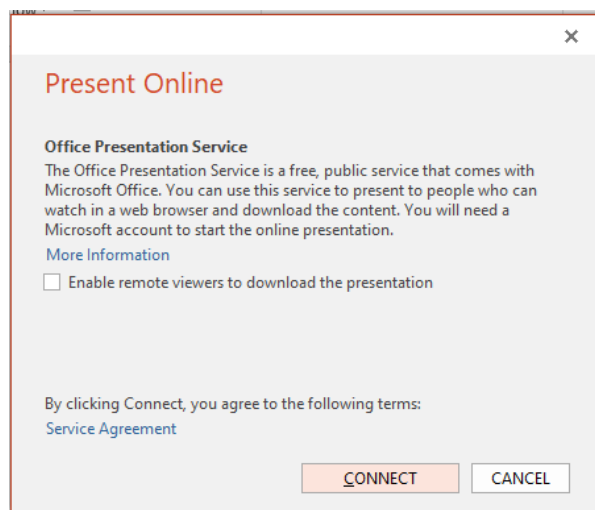 Present Online
Office Presentation Service
The Office Presentation Service is a free, public service that comes with
Microsoft Office. You can use this service to present to people who can
watch in a web browser and download the content. You will need a
Microsoft account to start the online presentation.
More Information
Enable remote viewers to download the presentation
By clicking Connect, you agree to the following terms:
Service Agreement
CONNECT CANCEL